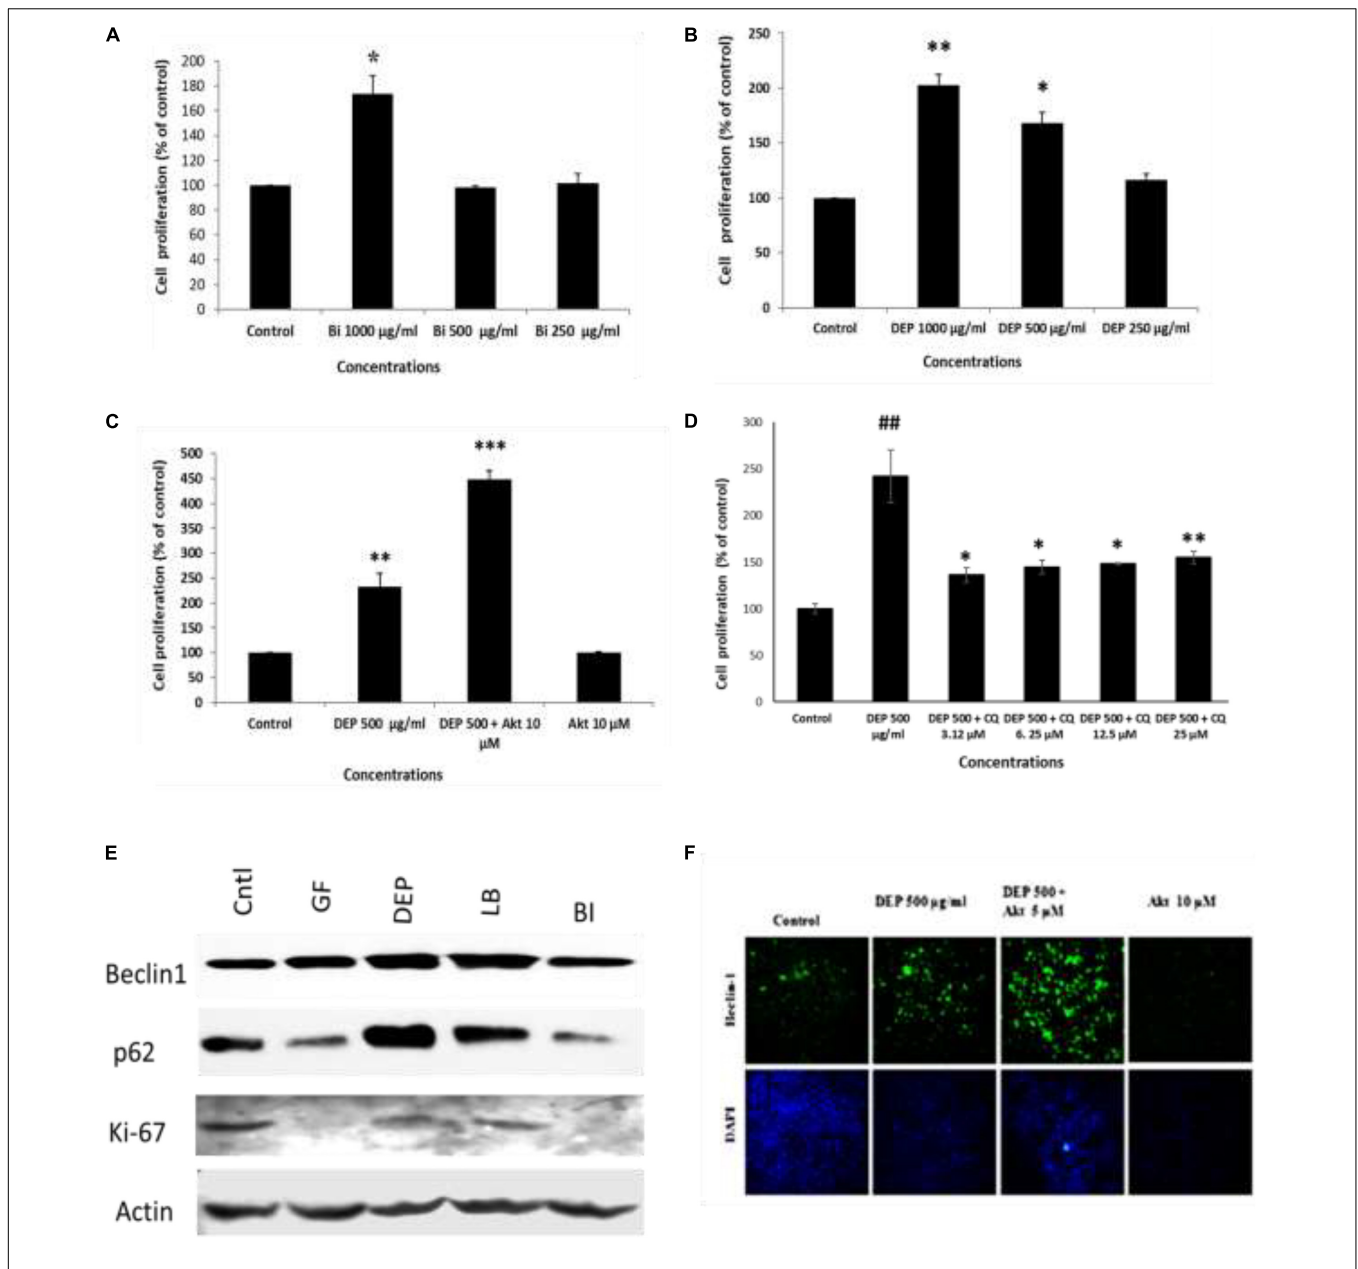 A
Cell proliferation (% of control)
200
180
160
140
120
100
80
60
40
20
0
*
Control
Bi 1000 µg/ml
Bi 500 µg/ml
Bi 250 µg/ml
Concentrations
B
Cell proliferation (% of control)
250
200
150
100
50
0
**
*
Control
DEP 1000 µg/ml
DEP 500 µg/ml
DEP 250 µg/ml
Concentrations
C
Cell proliferation (% of control)
500
450
400
350
300
250
200
150
100
50
0
**
***
Control
DEP 500 µg/ml
DEP 500 + Akt 10
µM
Akt 10 µM
Concentrations
D
Cell proliferation (% of control)
300
250
200
150
100
50
0
##
*
*
*
**
Control
DEP 500
µg/ml
DEP 500 + CQ
3.12 µM
DEP 500 + CQ
6. 25 µM
DEP 500 + CQ
12.5 µM
DEP 500 + CQ
25 µM
Concentrations
E
Cntl
GF
DEP
LB
BI
Beclin1
p62
Ki-67
Actin
F
Control
DEP 500 µg/ml
DEP 500 +
Akt 5 µM
Akt 10 µM
Beclin-1
DAPI